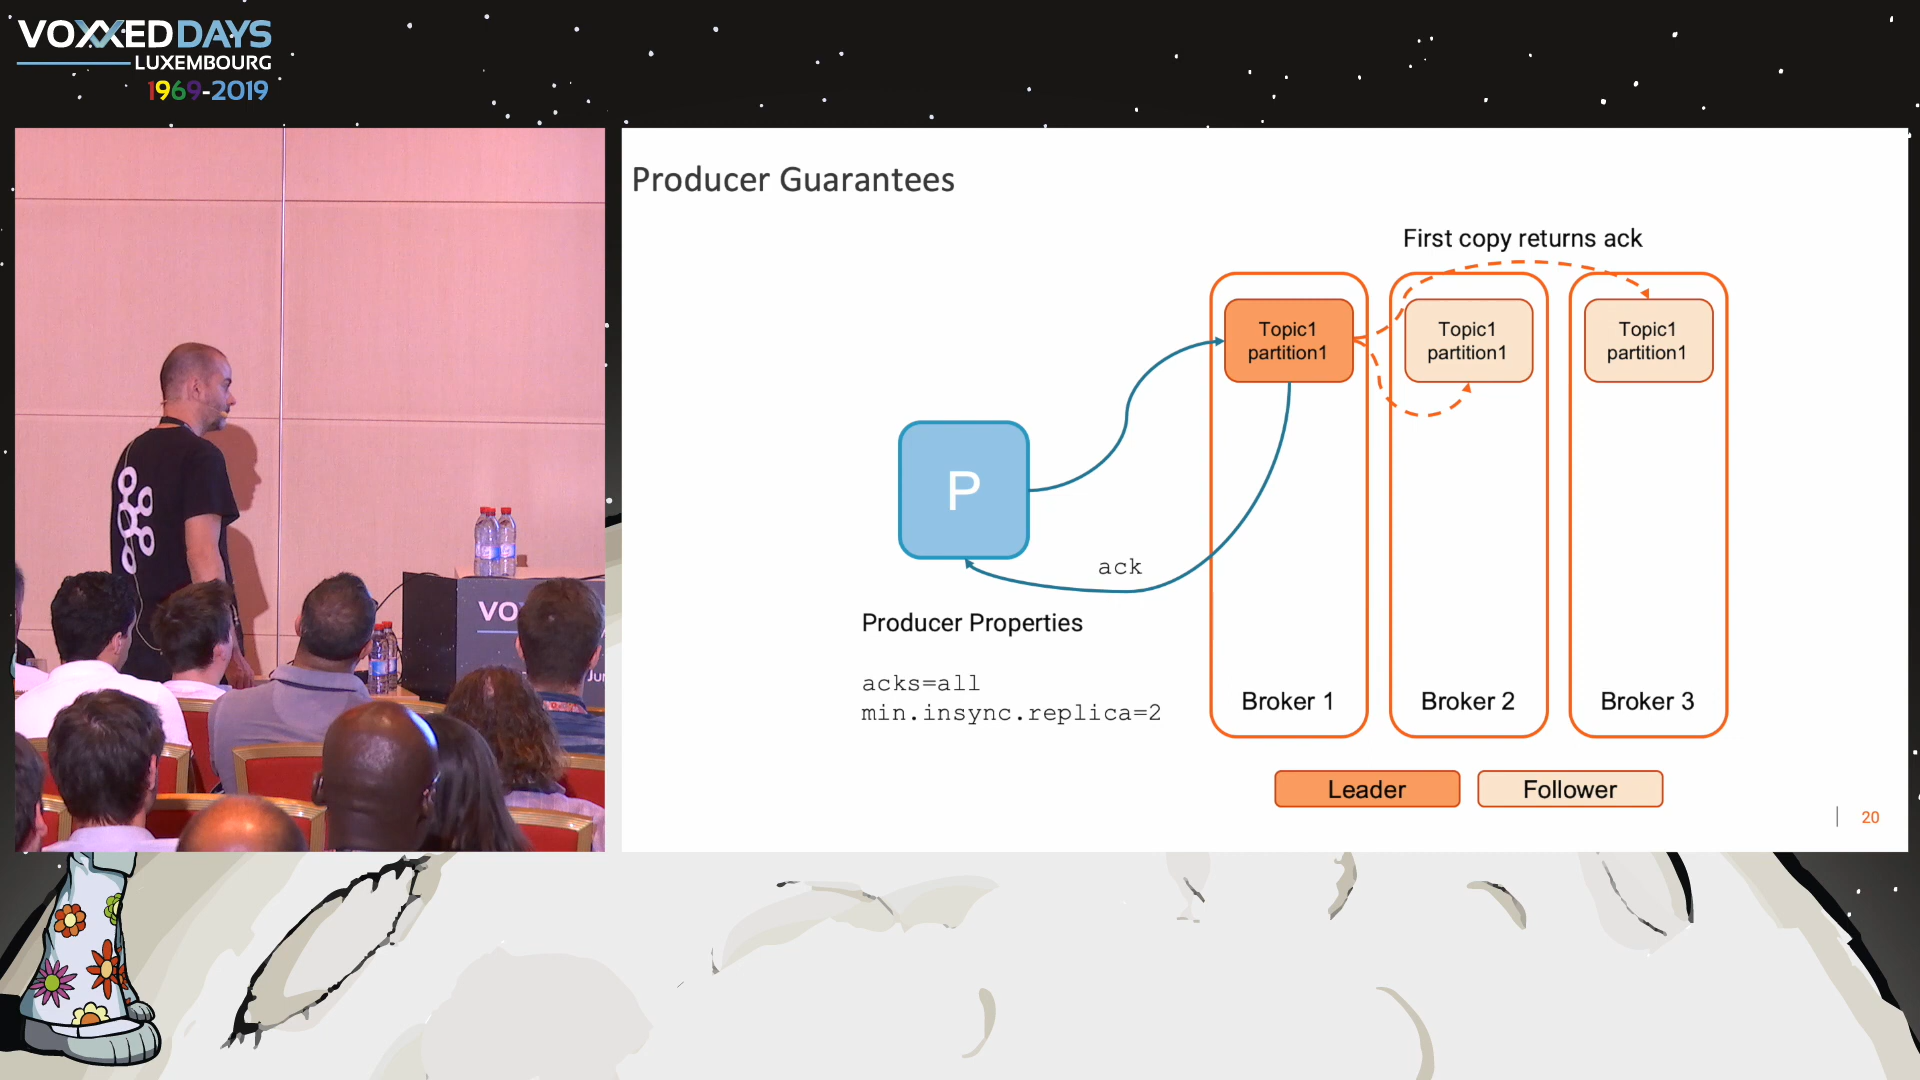 VOXXEDDAYS
LUXEMBOURG
1969-2019
Producer Guarantees
First copy returns ack
Topic1
partition1
Topic1
partition1
Topic1
partition1
P
ack
Producer Properties
acks=all
min.insync.replica=2
Broker 1
Broker 2
Broker 3
Leader
Follower
20
VO